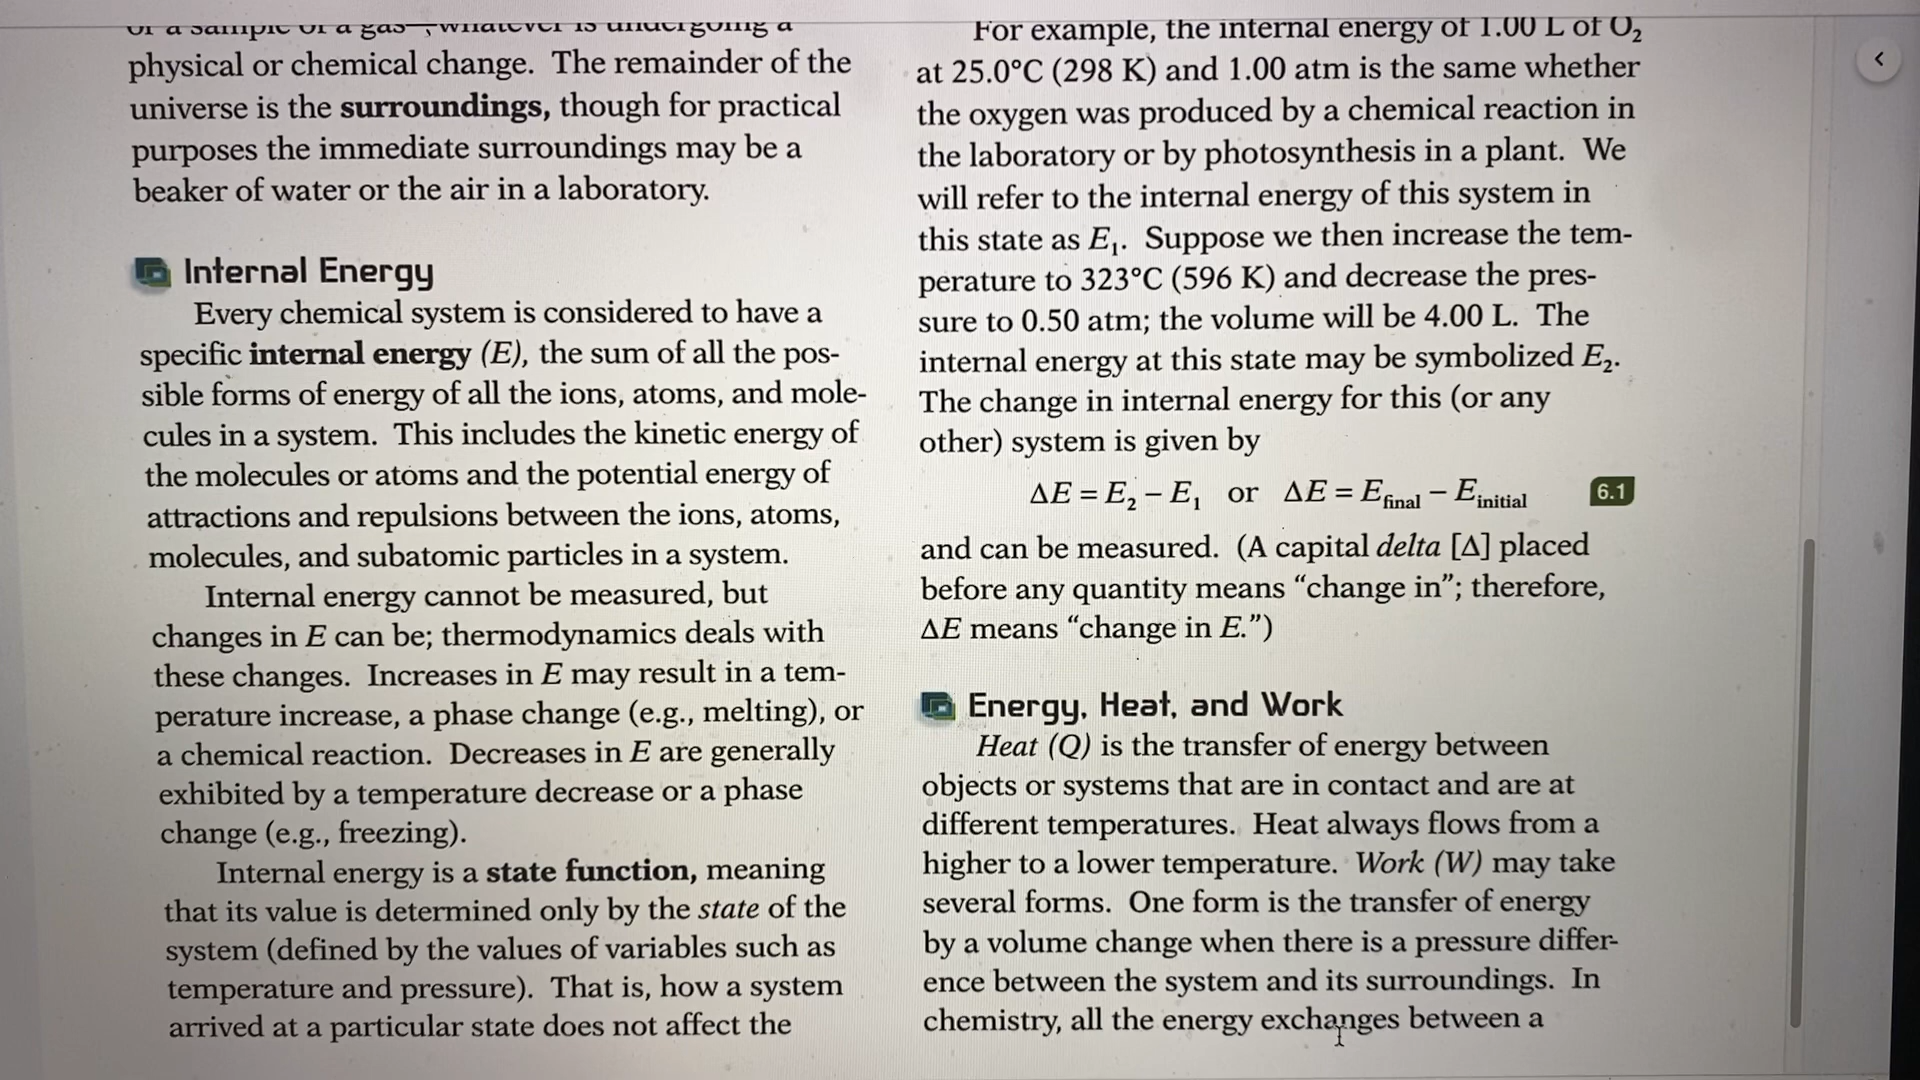 of a sample of a gas—, whatever is undergoing a
physical or chemical change. The remainder of the
universe is the surroundings, though for practical
purposes the immediate surroundings may be a
beaker of water or the air in a laboratory.
Internal Energy
Every chemical system is considered to have a
specific internal energy (E), the sum of all the pos-
sible forms of energy of all the ions, atoms, and mole-
cules in a system. This includes the kinetic energy of
the molecules or atoms and the potential energy of
attractions and repulsions between the ions, atoms,
molecules, and subatomic particles in a system.
Internal energy cannot be measured, but
changes in E can be; thermodynamics deals with
these changes. Increases in E may result in a tem-
perature increase, a phase change (e.g., melting), or
a chemical reaction. Decreases in E are generally
exhibited by a temperature decrease or a phase
change (e.g., freezing).
Internal energy is a state function, meaning
that its value is determined only by the state of the
system (defined by the values of variables such as
temperature and pressure). That is, how a system
arrived at a particular state does not affect the
For example, the internal energy of 1.00 L of O₂
at 25.0°C (298 K) and 1.00 atm is the same whether
the oxygen was produced by a chemical reaction in
the laboratory or by photosynthesis in a plant. We
will refer to the internal energy of this system in
this state as E₁. Suppose we then increase the tem-
perature to 323°C (596 K) and decrease the pres-
sure to 0.50 atm; the volume will be 4.00 L. The
internal energy at this state may be symbolized E₂.
The change in internal energy for this (or any
other) system is given by
ΔE = E₂ – E₁ or ΔE = Efinal – Einitial 6.1
and can be measured. (A capital delta [Δ] placed
before any quantity means “change in”; therefore,
ΔE means “change in E.”)
Energy, Heat, and Work
Heat (Q) is the transfer of energy between
objects or systems that are in contact and are at
different temperatures. Heat always flows from a
higher to a lower temperature. Work (W) may take
several forms. One form is the transfer of energy
by a volume change when there is a pressure differ-
ence between the system and its surroundings. In
chemistry, all the energy exchanges between a